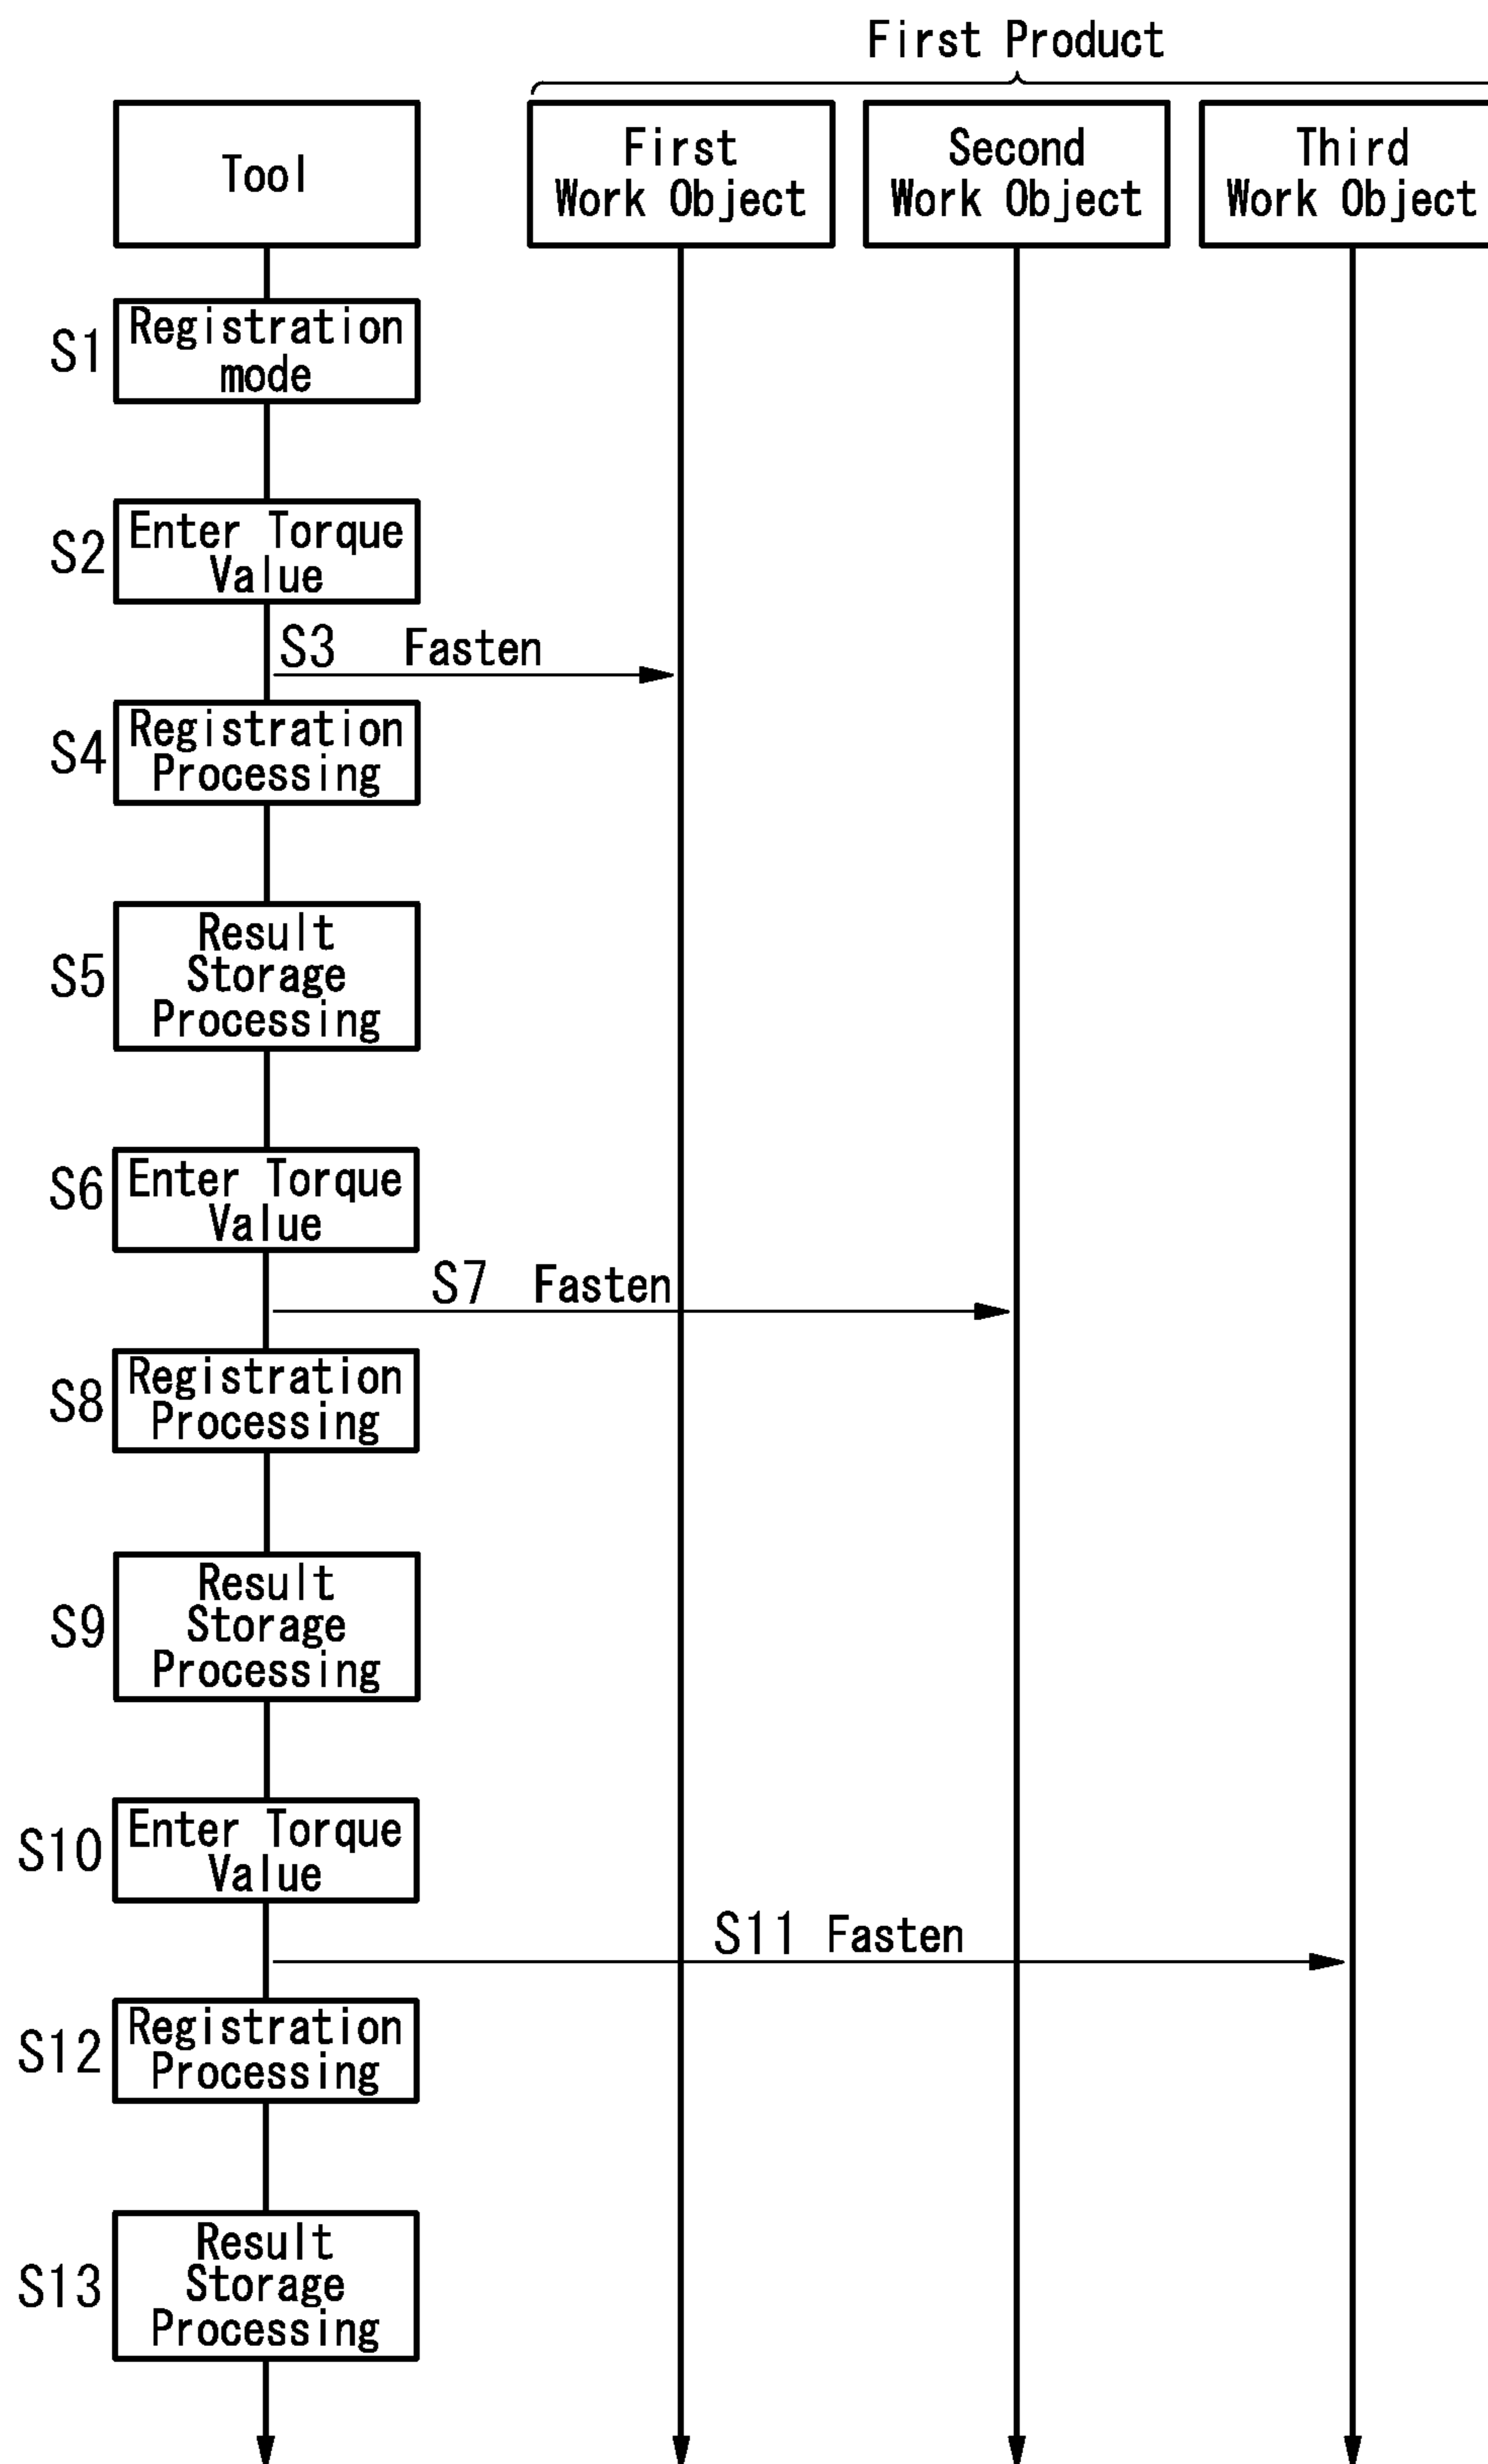 First Product
Tool
First
Work Object
Second
Work Object
Third
Work Object
S1
Registration
mode
S2
Enter Torque
Value
S3 Fasten
S4
Registration
Processing
S5
Result
Storage
Processing
S6
Enter Torque
Value
S7 Fasten
S8
Registration
Processing
S9
Result
Storage
Processing
S10
Enter Torque
Value
S11 Fasten
S12
Registration
Processing
S13
Result
Storage
Processing